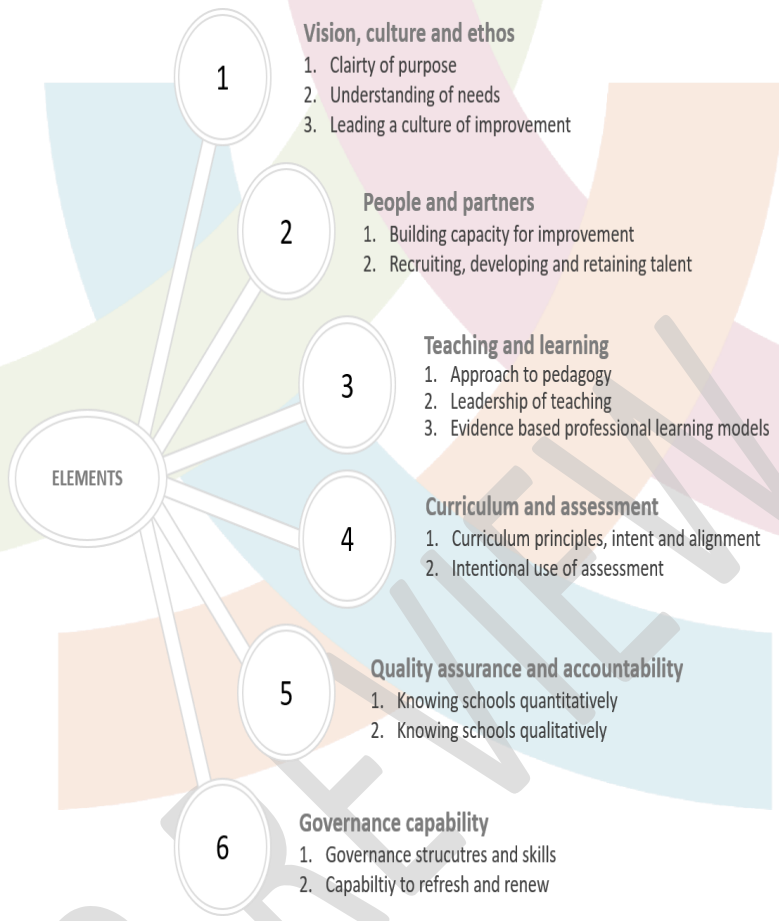 1
Vision, culture and ethos
1. Clairty of purpose
2. Understanding of needs
3. Leading a culture of improvement
2
People and partners
1. Building capacity for improvement
2. Recruiting, developing and retaining talent
3
Teaching and learning
1. Approach to pedagogy
2. Leadership of teaching
3. Evidence based professional learning models
ELEMENTS
4
Curriculum and assessment
1. Curriculum principles, intent and alignment
2. Intentional use of assessment
5
Quality assurance and accountability
1. Knowing schools quantitatively
2. Knowing schools qualitatively
6
Governance capability
1. Governance strucutres and skills
2. Capabiltiy to refresh and renew
PREVIEW